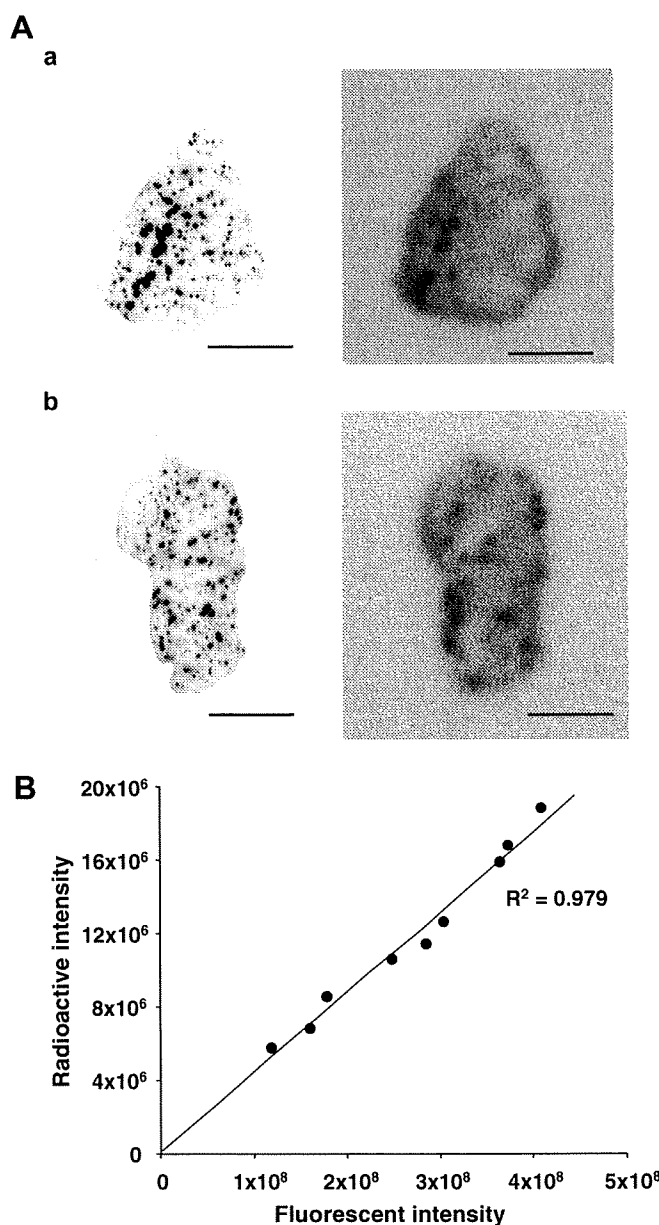 A
a
b
B
20x10⁶
16x10⁶
12x10⁶
8x10⁶
4x10⁶
0
Radioactive intensity
R² = 0.979
0
1x10⁸
2x10⁸
3x10⁸
4x10⁸
5x10⁸
Fluorescent intensity